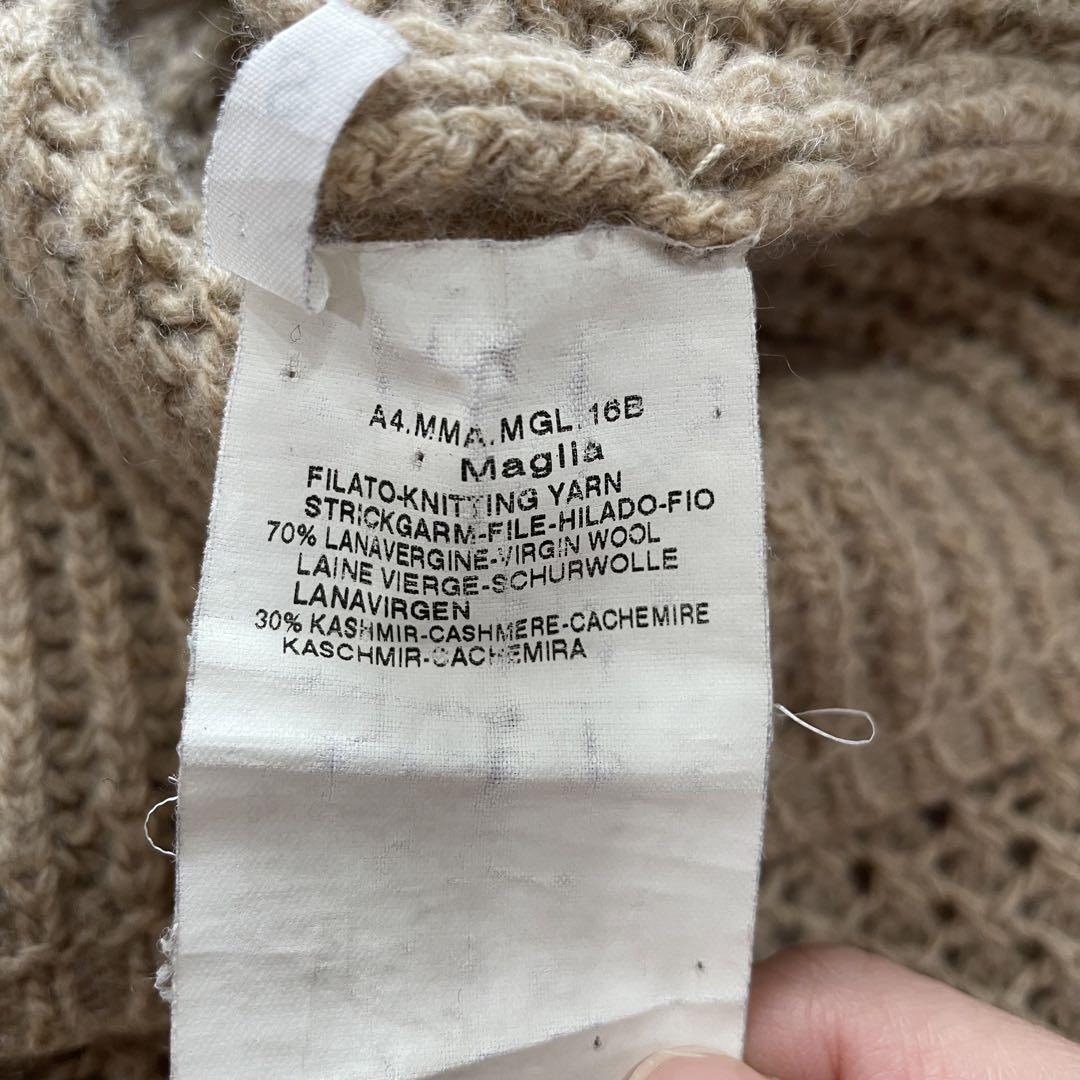 A4.MMA.MGL.16B
Maglia
FILATO-KNITTING YARN
STRICKGARM-FILE-HILADO-FIO
70% LANAVERGINE-VIRGIN WOOL
LAINE VIERGE-SCHURWOLLE
LANAVIRGEN
30% KASHMIR-CASHMERE-CACHEMIRE
KASCHMIR-CACHEMIRA